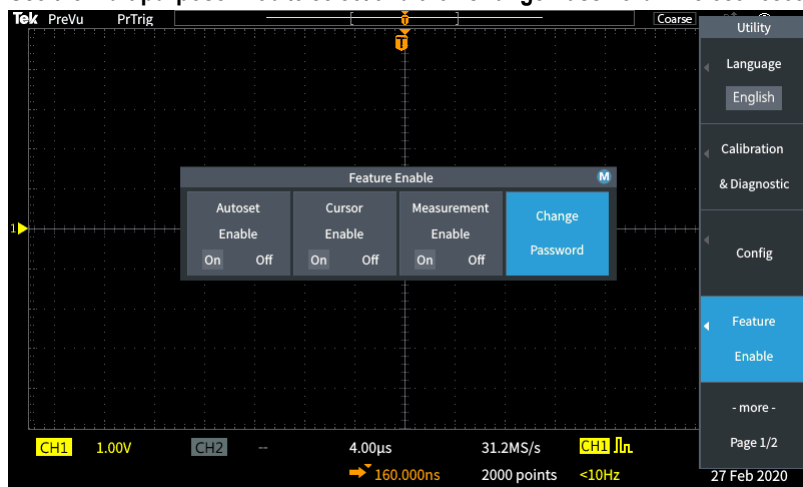 Tek PreVu PrTrig Coarse
Utility
Language
English
Calibration
& Diagnostic
Config
Feature
Enable
- more -
Page 1/2
Feature Enable M
Autoset
Enable
On Off
Cursor
Enable
On Off
Measurement
Enable
On Off
Change
Password
T
1
CH1 1.00V CH2 -- 4.00µs 31.2MS/s CH1
160.000ns 2000 points <10Hz 27 Feb 2020